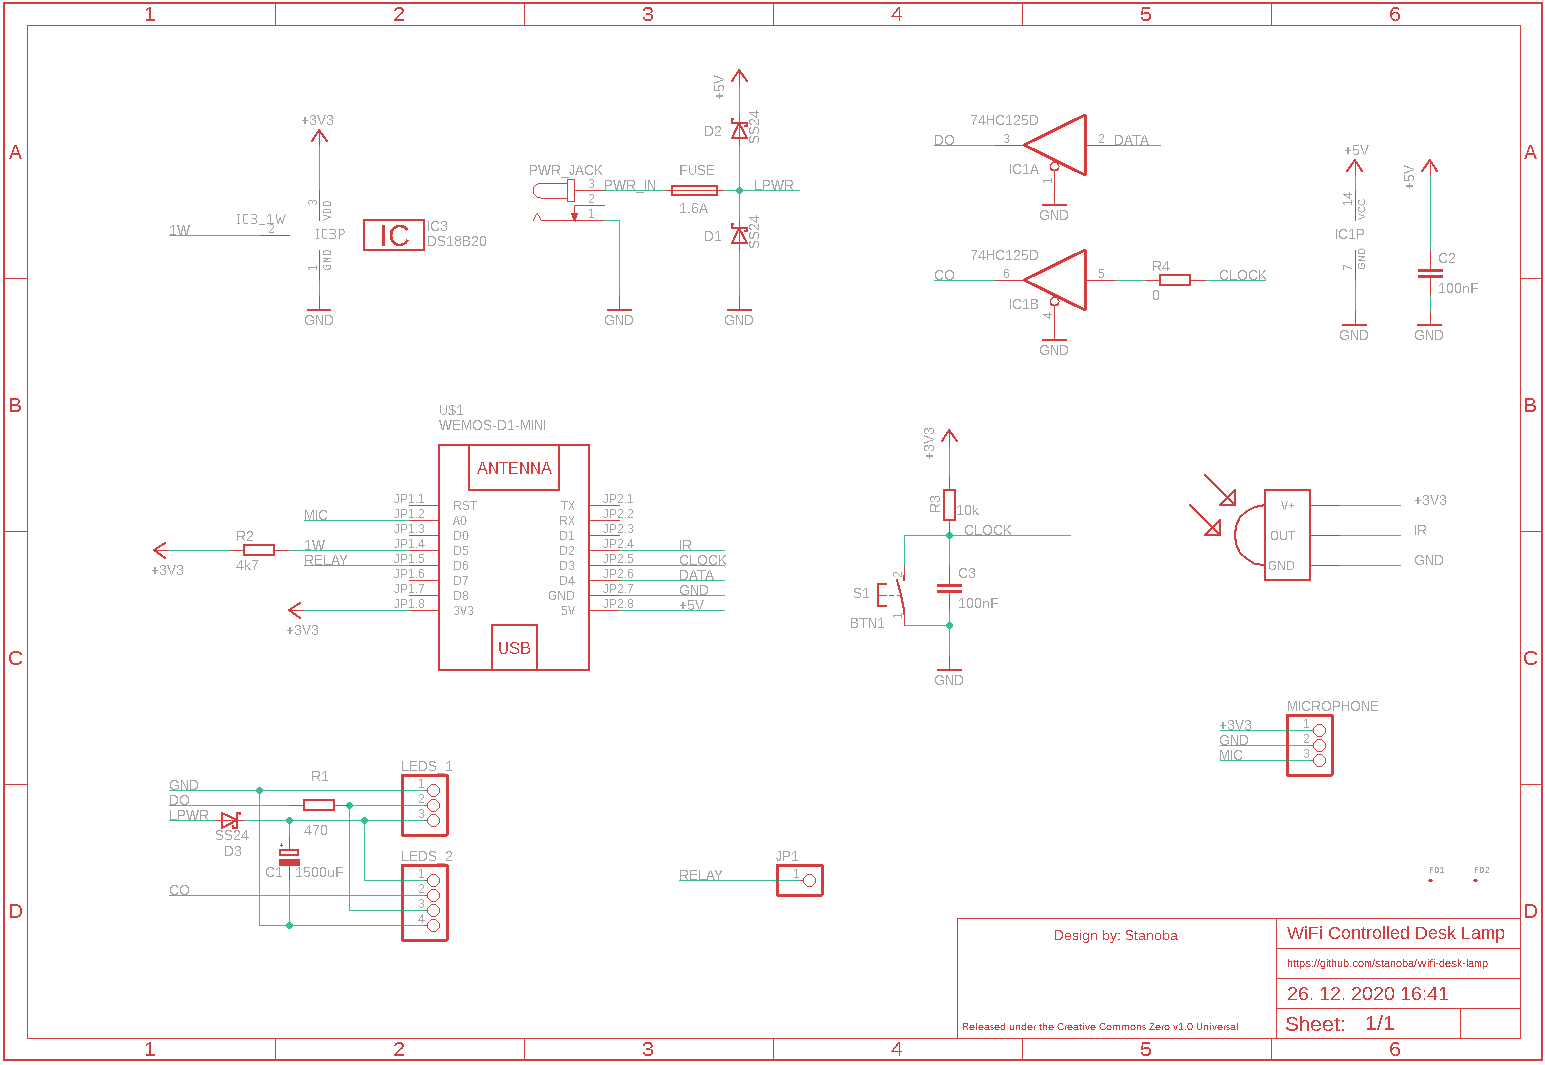 1 2 3 4 5 6
A
B
C
D
A
B
C
D
+3V3
3
VDD
IC3_1W
1W
2
IC3P
1
GND
GND
IC
IC3
DS18B20
+5V
D2
SS24
PWR_JACK
3
2
1
PWR_IN
FUSE
1.6A
LPWR
D1
SS24
GND
GND
74HC125D
DO
3
2
DATA
IC1A
1
GND
74HC125D
CO
6
5
R4
0
CLOCK
IC1B
4
GND
+5V
14
VCC
IC1P
7
GND
GND
+5V
C2
100nF
GND
U$1
WEMOS-D1-MINI
ANTENNA
JP1.1 RST TX JP2.1
MIC JP1.2 A0 RX JP2.2
JP1.3 D0 D1 JP2.3
R2 1W JP1.4 D5 D2 JP2.4 IR
4k7 RELAY JP1.5 D6 D3 JP2.5 CLOCK
+3V3 JP1.6 D7 D4 JP2.6 DATA
JP1.7 D8 GND JP2.7 GND
JP1.8 3V3 5V JP2.8 +5V
+3V3
USB
+3V3
R3
10k
CLOCK
2
S1
1
BTN1
C3
100nF
GND
V+ +3V3
OUT IR
GND GND
MICROPHONE
+3V3 1
GND 2
MIC 3
R1
LEDS_1
GND 1
DO 2
LPWR 3
SS24
D3
470
+
C1
1500uF
LEDS_2
1
CO 2
3
4
JP1
RELAY 1
FD1 FD2
Design by: Stanoba
Released under the Creative Commons Zero v1.0 Universal
WiFi Controlled Desk Lamp
https://github.com/stanoba/wifi-desk-lamp
26. 12. 2020 16:41
Sheet: 1/1
1 2 3 4 5 6